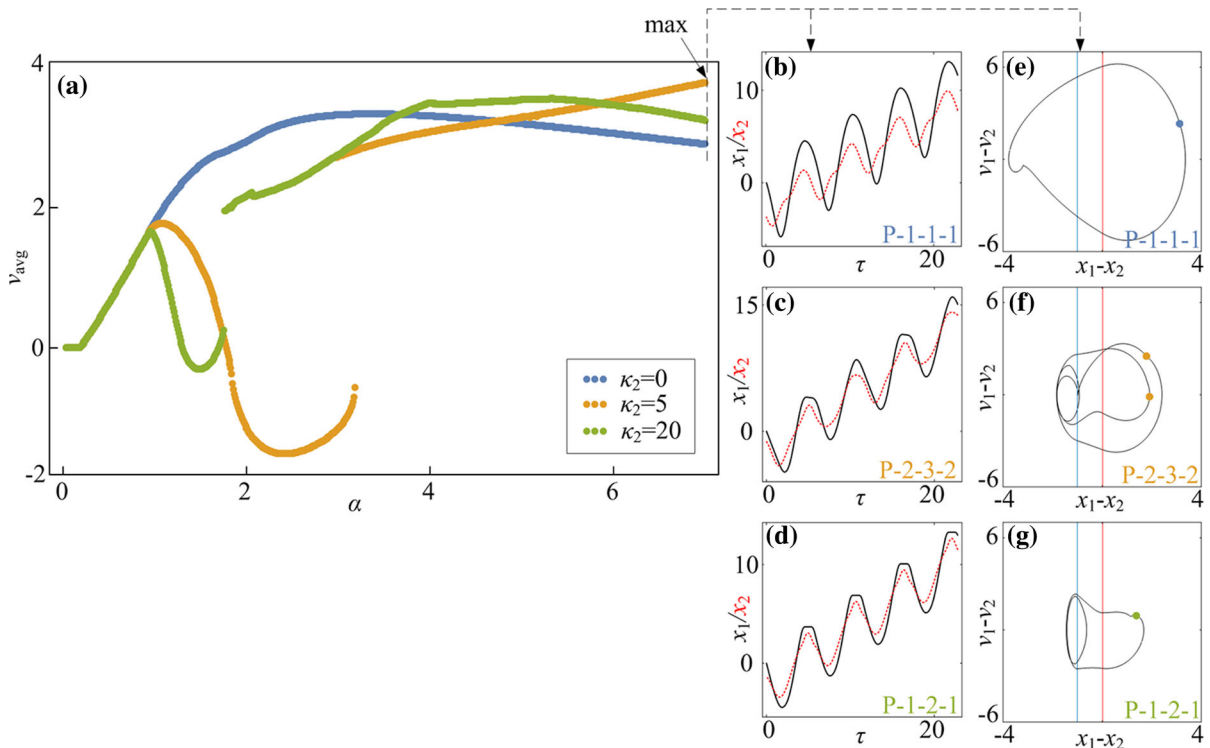 (a)
max
4
2
0
-2
v_avg
0
2
4
6
α
κ₂=0
κ₂=5
κ₂=20
(b)
10
0
x₁/x₂
P-1-1-1
0
20
τ
(e)
6
-6
v₁-v₂
P-1-1-1
-4
4
x₁-x₂
(c)
15
0
x₁/x₂
P-2-3-2
0
20
τ
(f)
6
-6
v₁-v₂
P-2-3-2
-4
4
x₁-x₂
(d)
10
0
x₁/x₂
P-1-2-1
0
20
τ
(g)
6
-6
v₁-v₂
P-1-2-1
-4
4
x₁-x₂